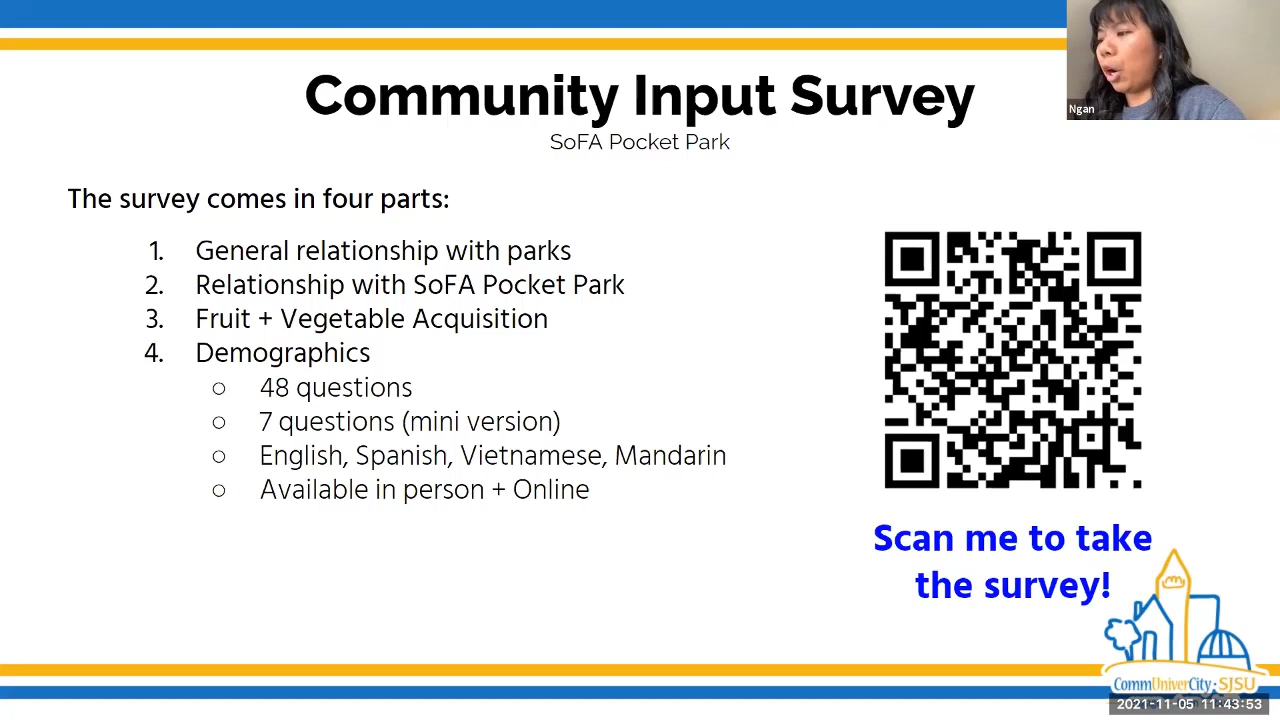 Community Input Survey
SoFA Pocket Park
Ngan
The survey comes in four parts:
1. General relationship with parks
2. Relationship with SoFA Pocket Park
3. Fruit + Vegetable Acquisition
4. Demographics
○ 48 questions
○ 7 questions (mini version)
○ English, Spanish, Vietnamese, Mandarin
○ Available in person + Online
Scan me to take
the survey!
CommUniverCity SJSU
2021-11-05 11:43:53